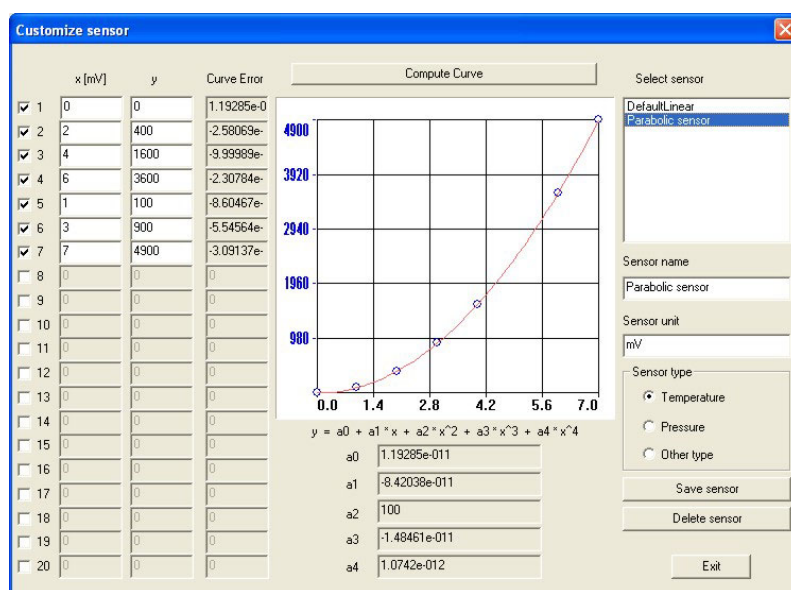 Customize sensor
x [mV] y Curve Error Compute Curve Select sensor
1 0 0 1.19285e-0
2 2 400 -2.58069e-
3 4 1600 -9.99989e-
4 6 3600 -2.30784e-
5 1 100 -8.60467e-
6 3 900 -5.54564e-
7 7 4900 -3.09137e-
8 0 0 0
9 0 0 0
10 0 0 0
11 0 0 0
12 0 0 0
13 0 0 0
14 0 0 0
15 0 0 0
16 0 0 0
17 0 0 0
18 0 0 0
19 0 0 0
20 0 0 0
4900
3920
2940
1960
980
0.0 1.4 2.8 4.2 5.6 7.0
y = a0 + a1*x + a2*x^2 + a3*x^3 + a4*x^4
a0 1.19285e-011
a1 -8.42038e-011
a2 100
a3 -1.48461e-011
a4 1.0742e-012
DefaultLinear
Parabolic sensor
Sensor name
Parabolic sensor
Sensor unit
mV
Sensor type
Temperature
Pressure
Other type
Save sensor
Delete sensor
Exit